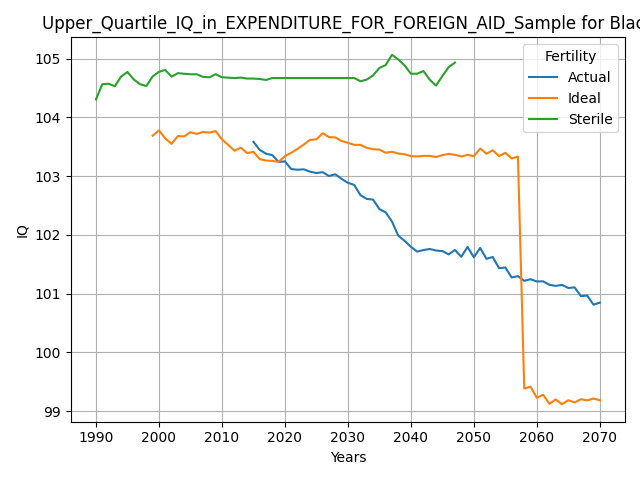 Upper_Quartile_IQ_in_EXPENDITURE_FOR_FOREIGN_AID_Sample for Blac
Fertility
Actual
Ideal
Sterile
105
104
103
102
101
100
99
IQ
1990 2000 2010 2020 2030 2040 2050 2060 2070
Years